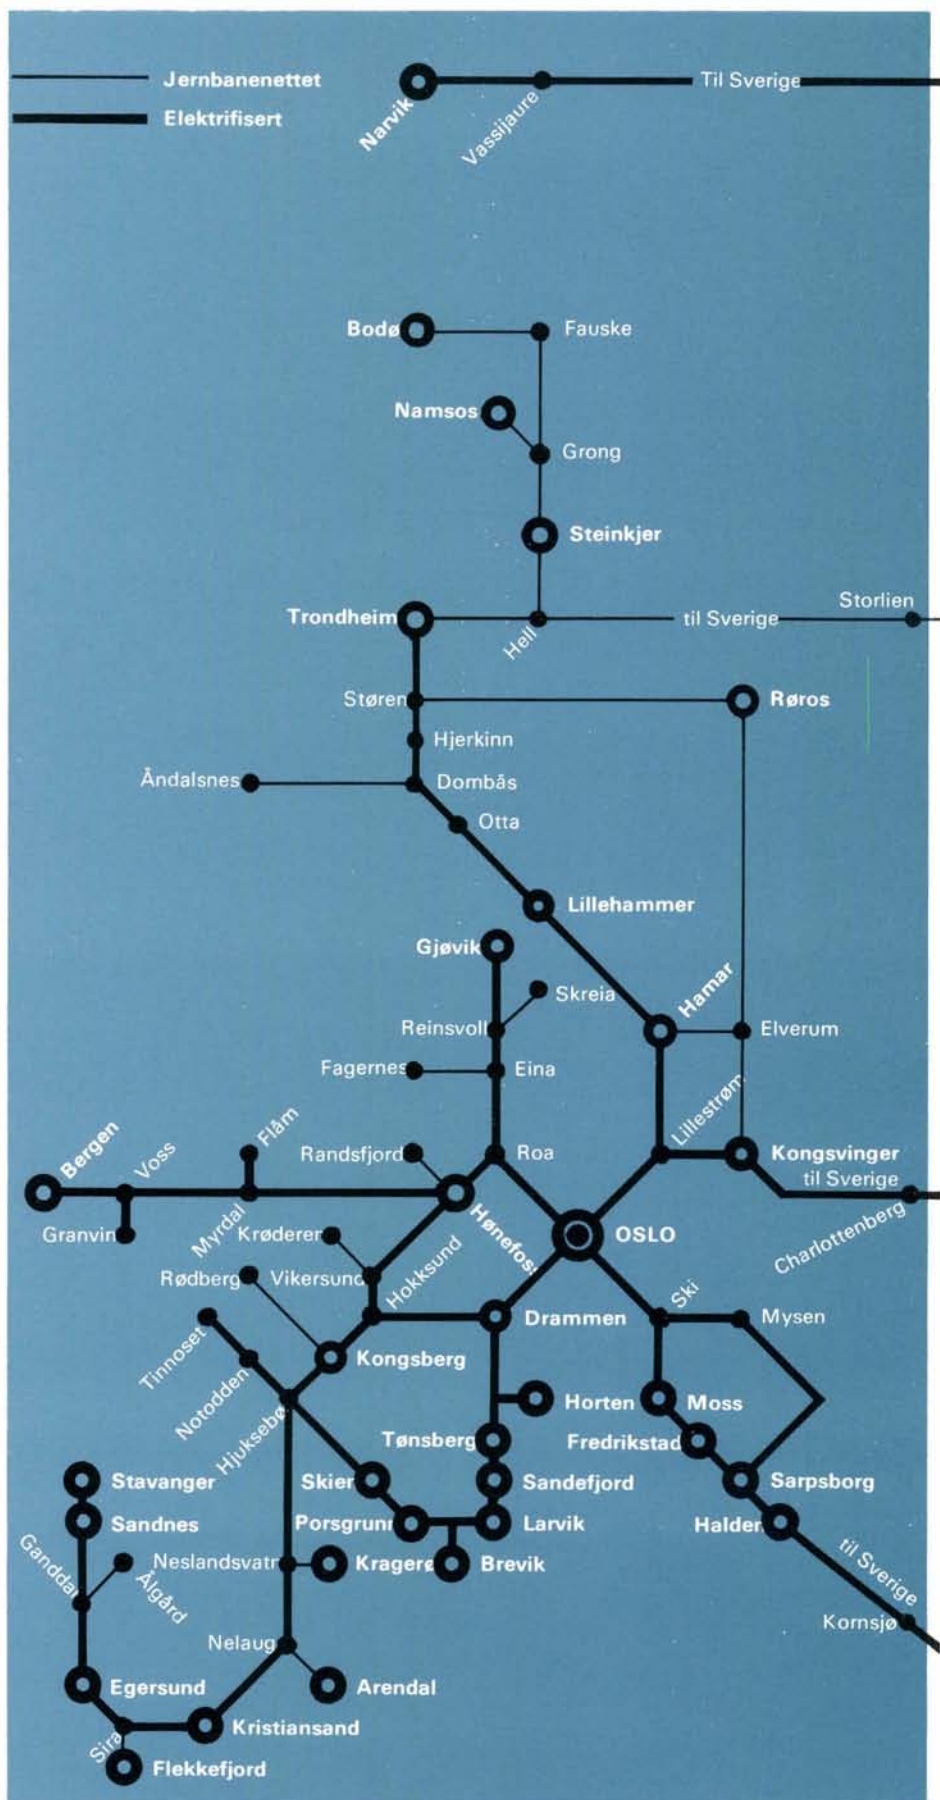 Jernbanenettet
Elektrifisert
Narvik
Vassijaure
Til Sverige
Bodø
Fauske
Namsos
Grong
Steinkjer
Trondheim
Hell
til Sverige
Storlien
Støren
Røros
Hjerkinn
Åndalsnes
Dombås
Otta
Lillehammer
Gjøvik
Skreia
Hamar
Reinsvoll
Elverum
Fagernes
Eina
Lillestrøm
Bergen
Voss
Flåm
Randsfjord
Roa
Kongsvinger
til Sverige
Granvin
Myrdal
Krøderen
Hønefoss
OSLO
Charlottenberg
Rødberg
Vikersund
Hokksund
Ski
Tinnoset
Drammen
Mysen
Notodden
Kongsberg
Hjuksebø
Horten
Moss
Tønsberg
Fredrikstad
Stavanger
Skier
Sandefjord
Sarpsborg
Sandnes
Porsgrunn
Larvik
Halden
Ganddal
Ålgård
Neslandsvatn
Kragerø
Brevik
til Sverige
Kornsjø
Nelaug
Egersund
Arendal
Sira
Kristiansand
Flekkefjord